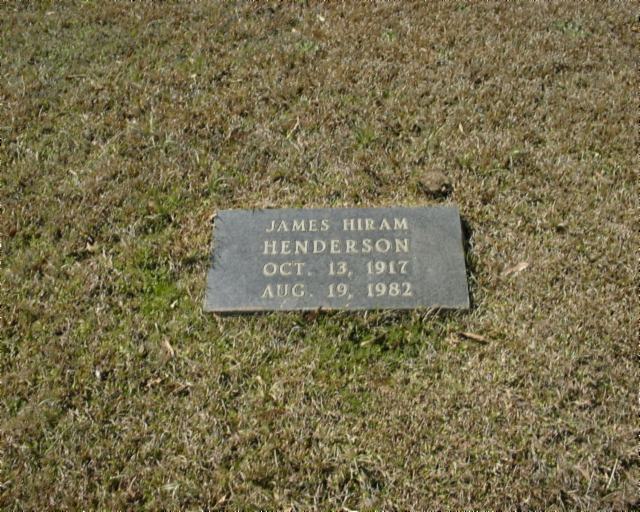 JAMES HIRAM
HENDERSON
OCT. 13, 1917
AUG. 19, 1982